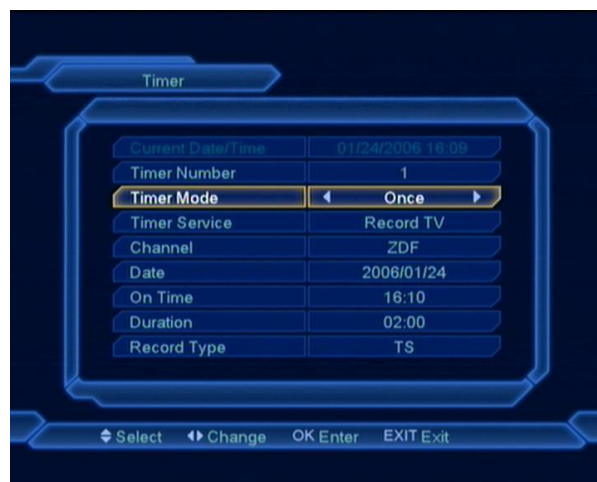 Timer
Current Date/Time 01/24/2006 16:09
Timer Number 1
Timer Mode Once
Timer Service Record TV
Channel ZDF
Date 2006/01/24
On Time 16:10
Duration 02:00
Record Type TS
Select Change OK Enter EXIT Exit